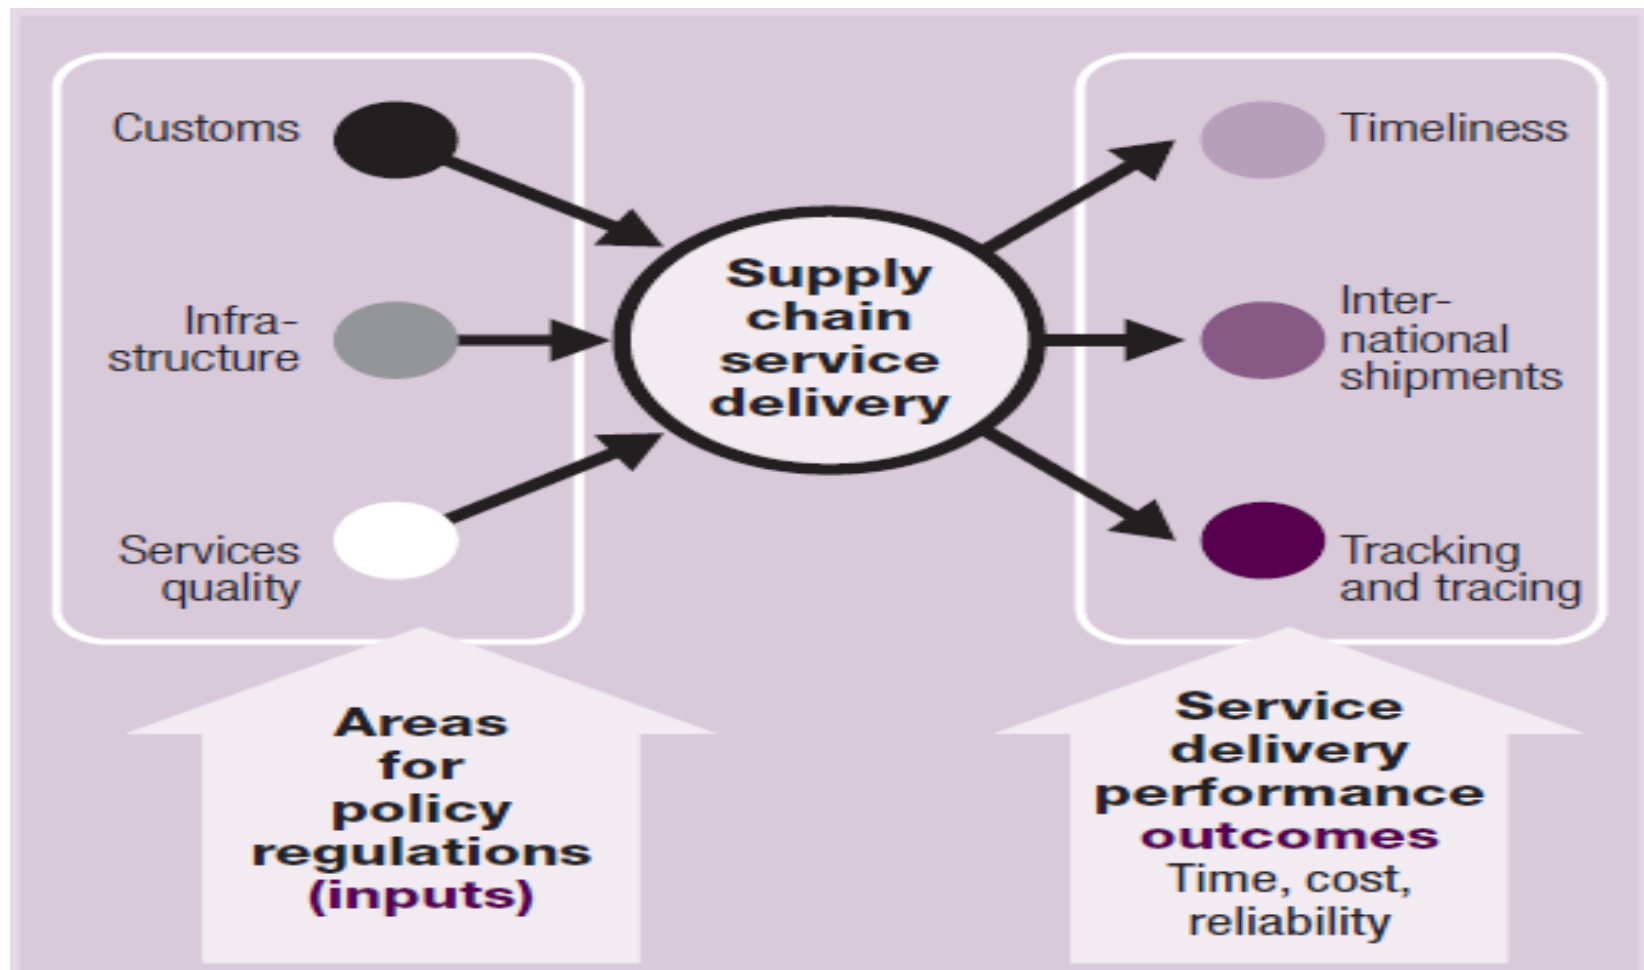 Customs
Infra-
structure
Services
quality
Supply
chain
service
delivery
Timeliness
Inter-
national
shipments
Tracking
and tracing
Areas
for
policy
regulations
(inputs)
Service
delivery
performance
outcomes
Time, cost,
reliability